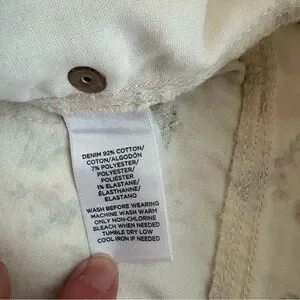 DENIM 92% COTTON/
COTON/ALGODÓN
7% POLYESTER/
POLYESTER/
POLIÉSTER
1% ELASTANE/
ÉLASTHANNE/
ELASTANO
WASH BEFORE WEARING
MACHINE WASH WARM
ONLY NON-CHLORINE
BLEACH WHEN NEEDED
TUMBLE DRY LOW
COOL IRON IF NEEDED